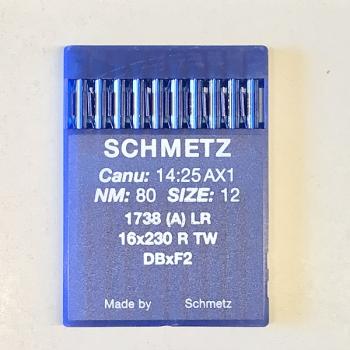 SCHMETZ
Canu: 14:25 AX1
NM: 80 SIZE: 12
1738 (A) LR
16x230 R TW
DBxF2
Made by Schmetz